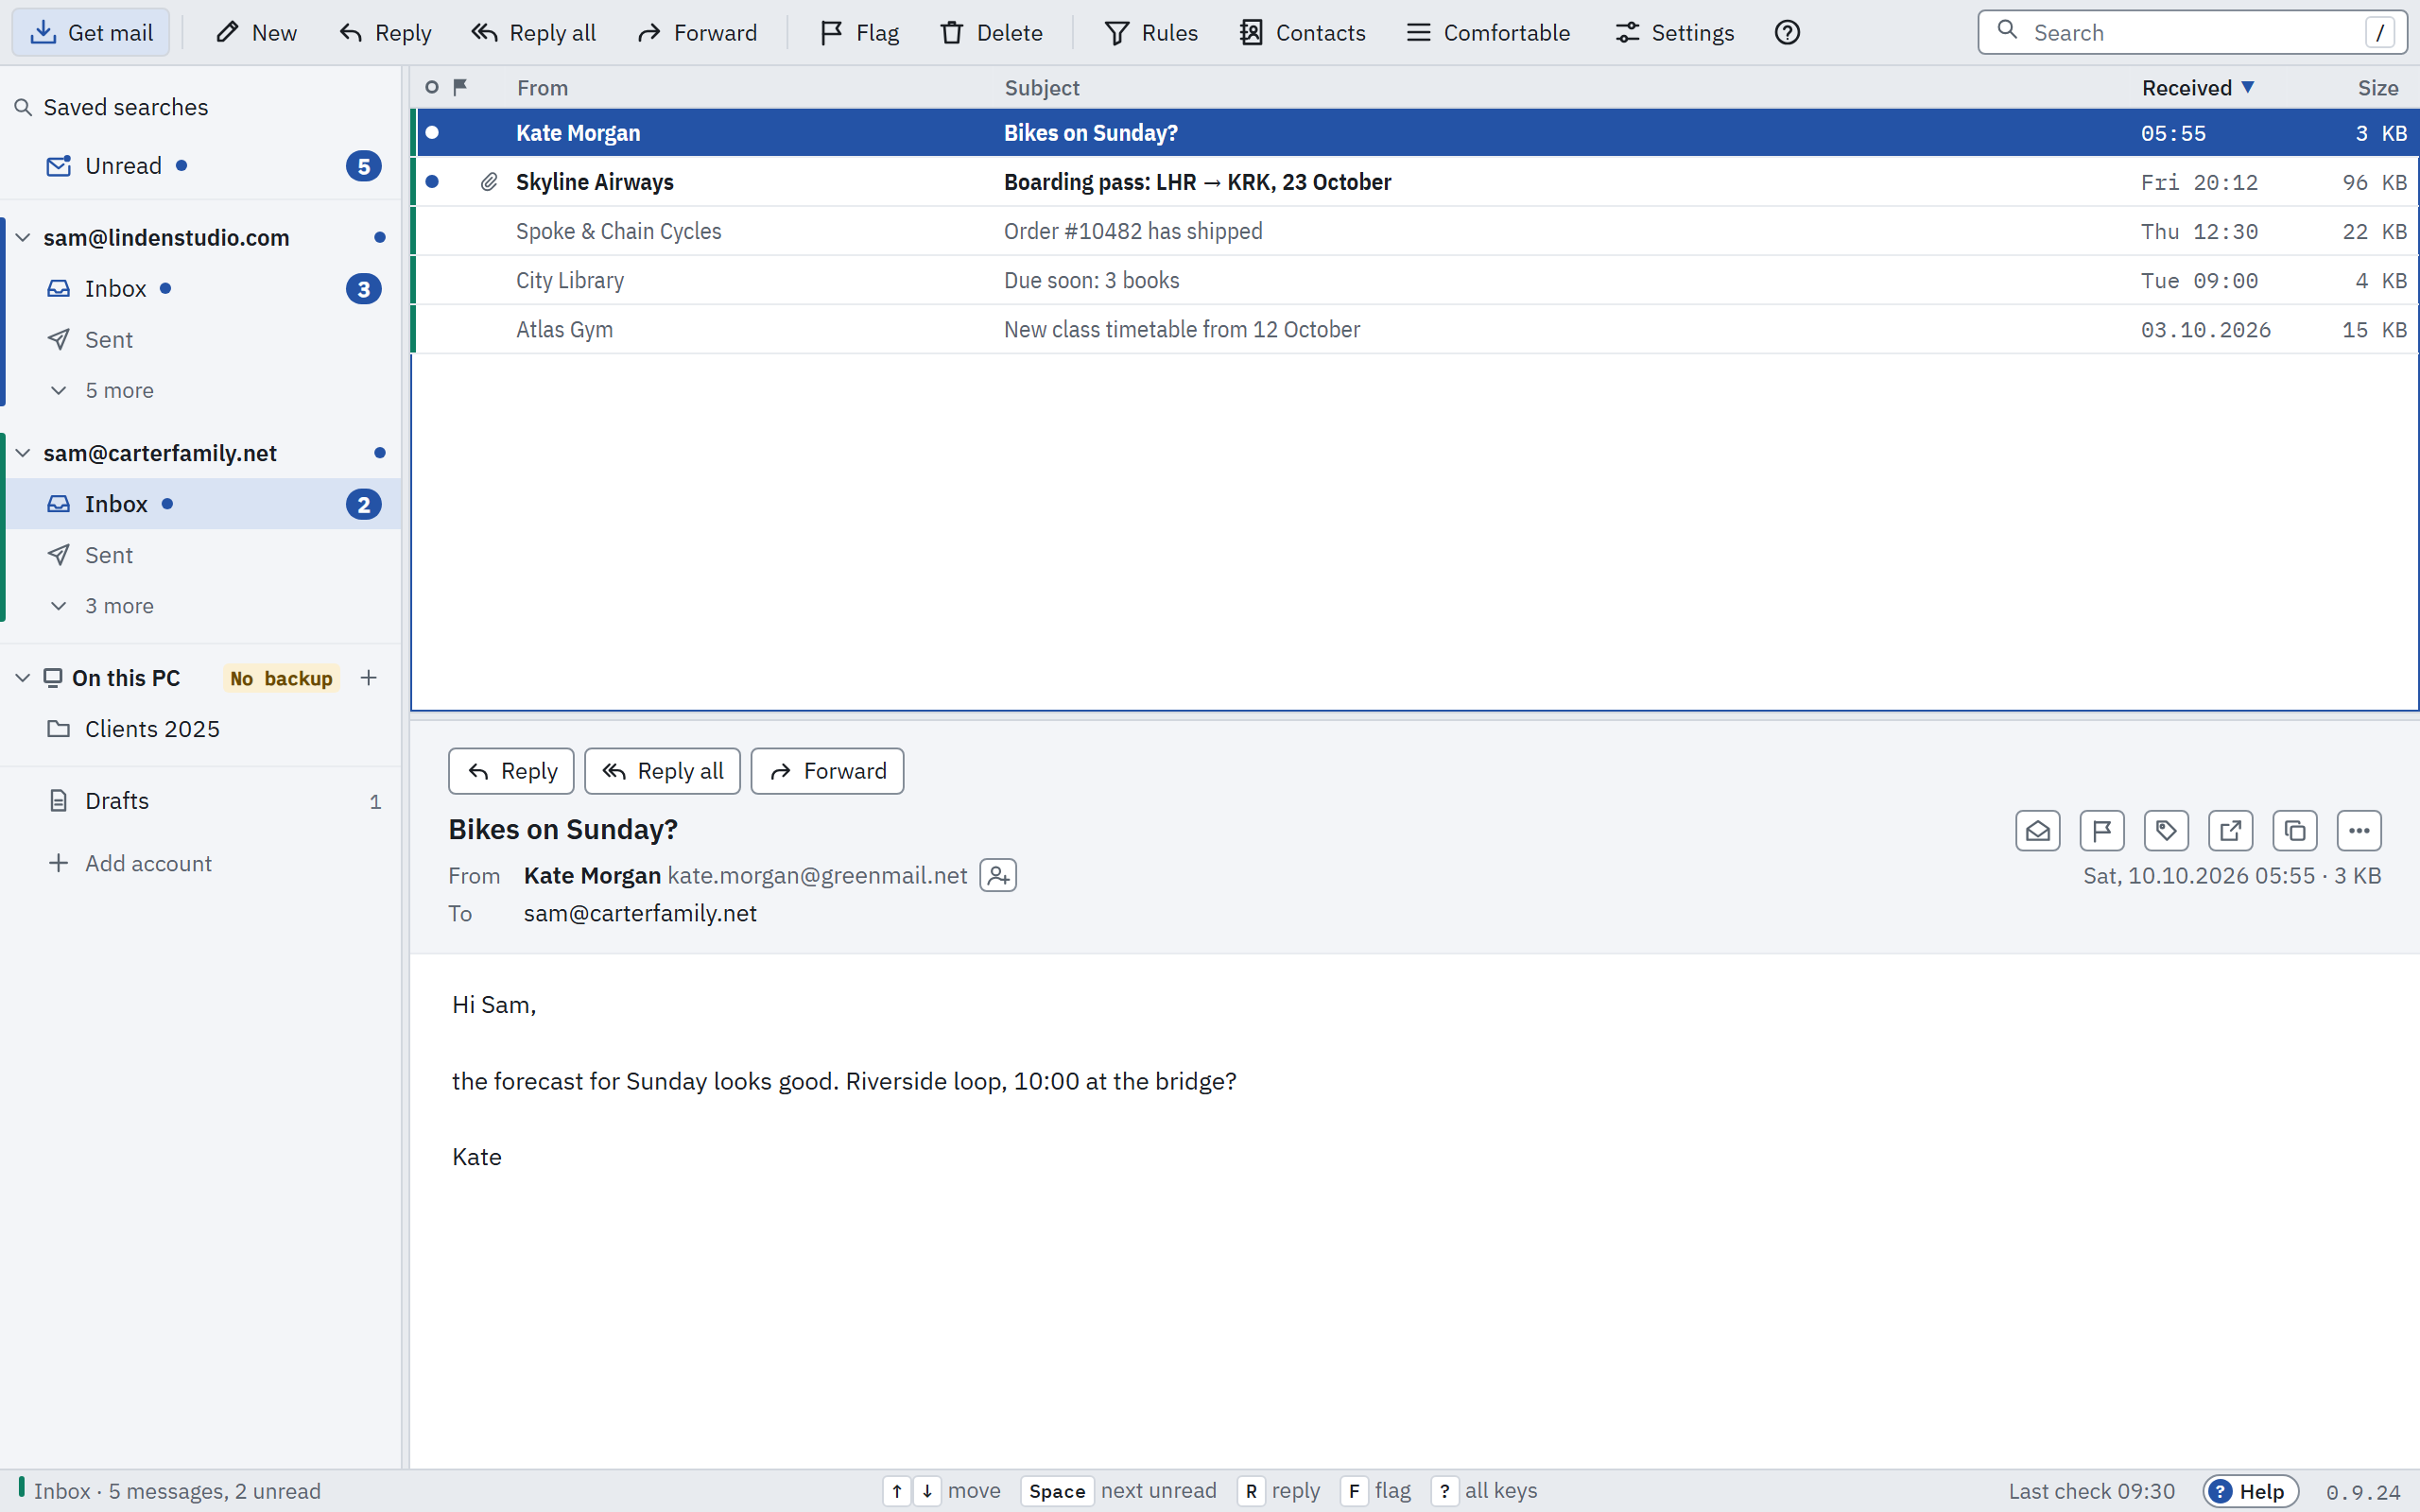 Get mail New Reply Reply all Forward Flag Delete Rules Contacts Comfortable Settings Search /
Saved searches
Unread 5
sam@lindenstudio.com
Inbox 3
Sent
5 more
sam@carterfamily.net
Inbox 2
Sent
3 more
On this PC No backup
Clients 2025
Drafts 1
Add account
From Subject Received Size
Kate Morgan Bikes on Sunday? 05:55 3 KB
Skyline Airways Boarding pass: LHR → KRK, 23 October Fri 20:12 96 KB
Spoke & Chain Cycles Order #10482 has shipped Thu 12:30 22 KB
City Library Due soon: 3 books Tue 09:00 4 KB
Atlas Gym New class timetable from 12 October 03.10.2026 15 KB
Reply Reply all Forward
Bikes on Sunday?
From Kate Morgan kate.morgan@greenmail.net Sat, 10.10.2026 05:55 · 3 KB
To sam@carterfamily.net
Hi Sam,
the forecast for Sunday looks good. Riverside loop, 10:00 at the bridge?
Kate
Inbox · 5 messages, 2 unread ↑ ↓ move Space next unread R reply F flag ? all keys Last check 09:30 ? Help 0.9.24